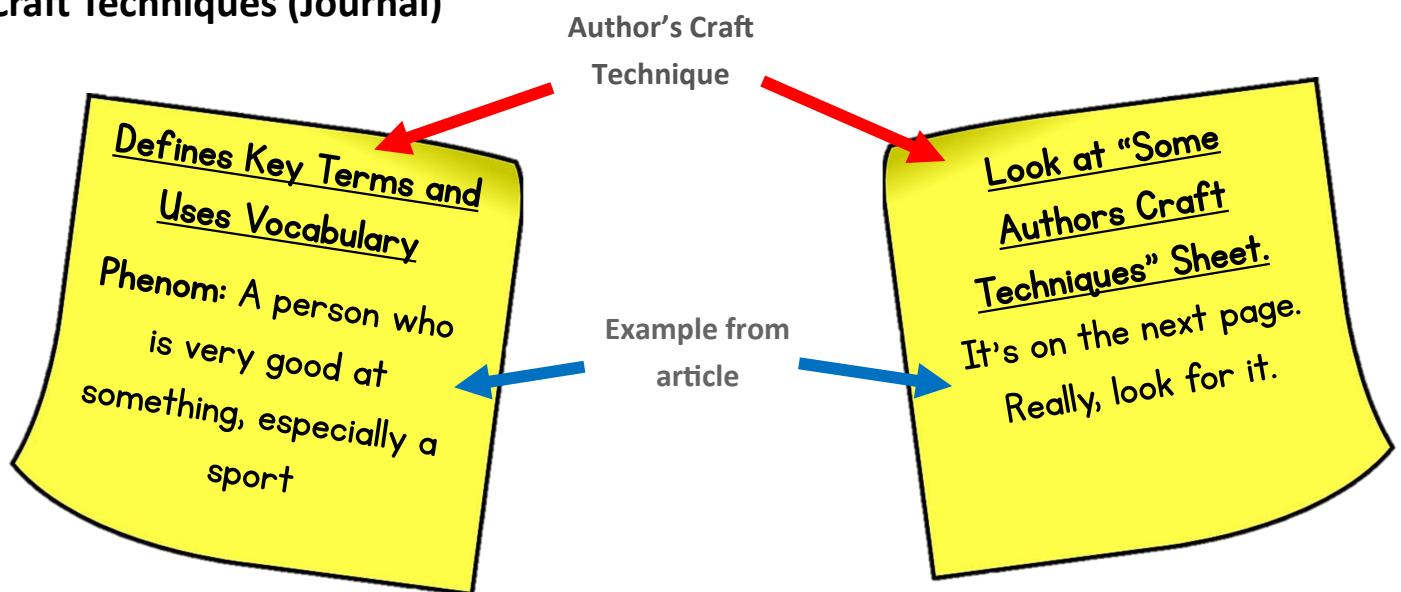 Craft Techniques (Journal)
Author's Craft
Technique
Defines Key Terms and
Uses Vocabulary
Phenom: A person who
is very good at
something, especially a
sport
Look at “Some
Authors Craft
Techniques” Sheet.
It's on the next page.
Really, look for it.
Example from
article